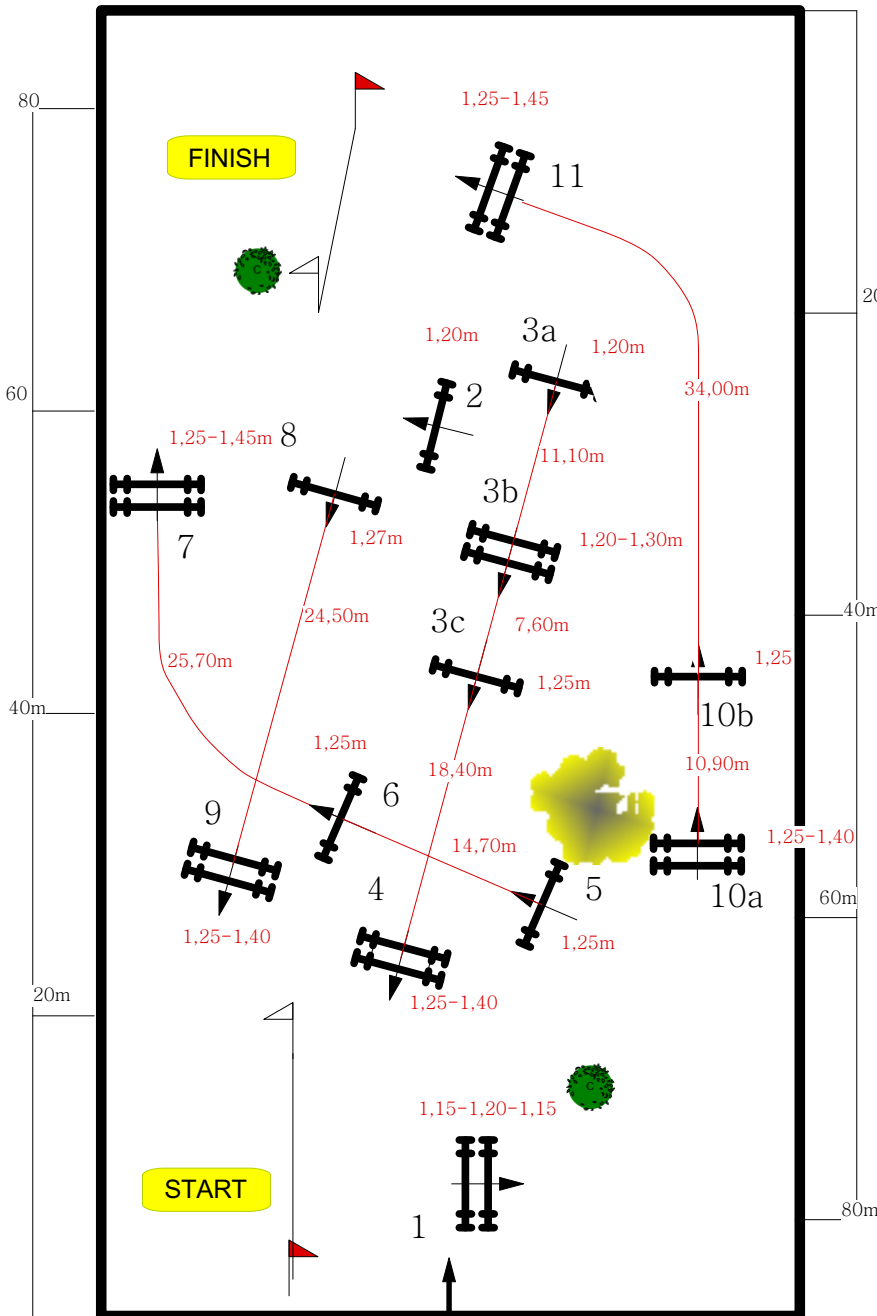 80
1,25-1,45
FINISH
11
20
1,20m
3a
1,20m
60
2
34,00m
1,25-1,45m
8
11,10m
3b
1,27m
1,20-1,30m
7
24,50m
7,60m
40m
3c
25,70m
1,25
1,25m
40m
10b
1,25m
18,40m
10,90m
6
9
14,70m
1,25-1,40
4
5
10a
60m
1,25-1,40
1,25m
20m
1,25-1,40
1,15-1,20-1,15
START
80m
1